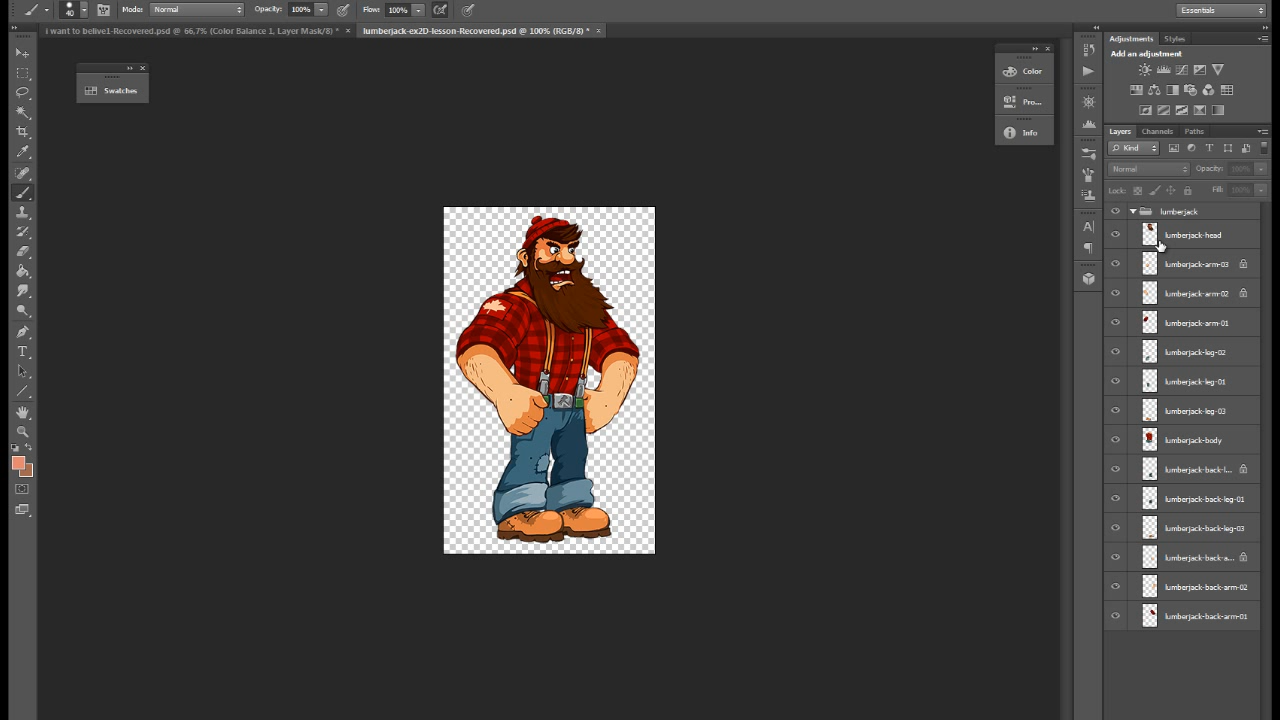 40 Mode: Normal Opacity: 100% Flow: 100% Essentials
i want to belive1-Recovered.psd @ 66,7% (Color Balance 1, Layer Mask/8) * × lumberjack-ex2D-lesson-Recovered.psd @ 100% (RGB/8) * ×
Swatches
Color
Pro...
Info
Adjustments Styles
Add an adjustment
Layers Channels Paths
Kind
Normal Opacity: 100%
Lock: Fill: 100%
lumberjack
lumberjack-head
lumberjack-arm-03
lumberjack-arm-02
lumberjack-arm-01
lumberjack-leg-02
lumberjack-leg-01
lumberjack-leg-03
lumberjack-body
lumberjack-back-l...
lumberjack-back-leg-01
lumberjack-back-leg-03
lumberjack-back-a...
lumberjack-back-arm-02
lumberjack-back-arm-01